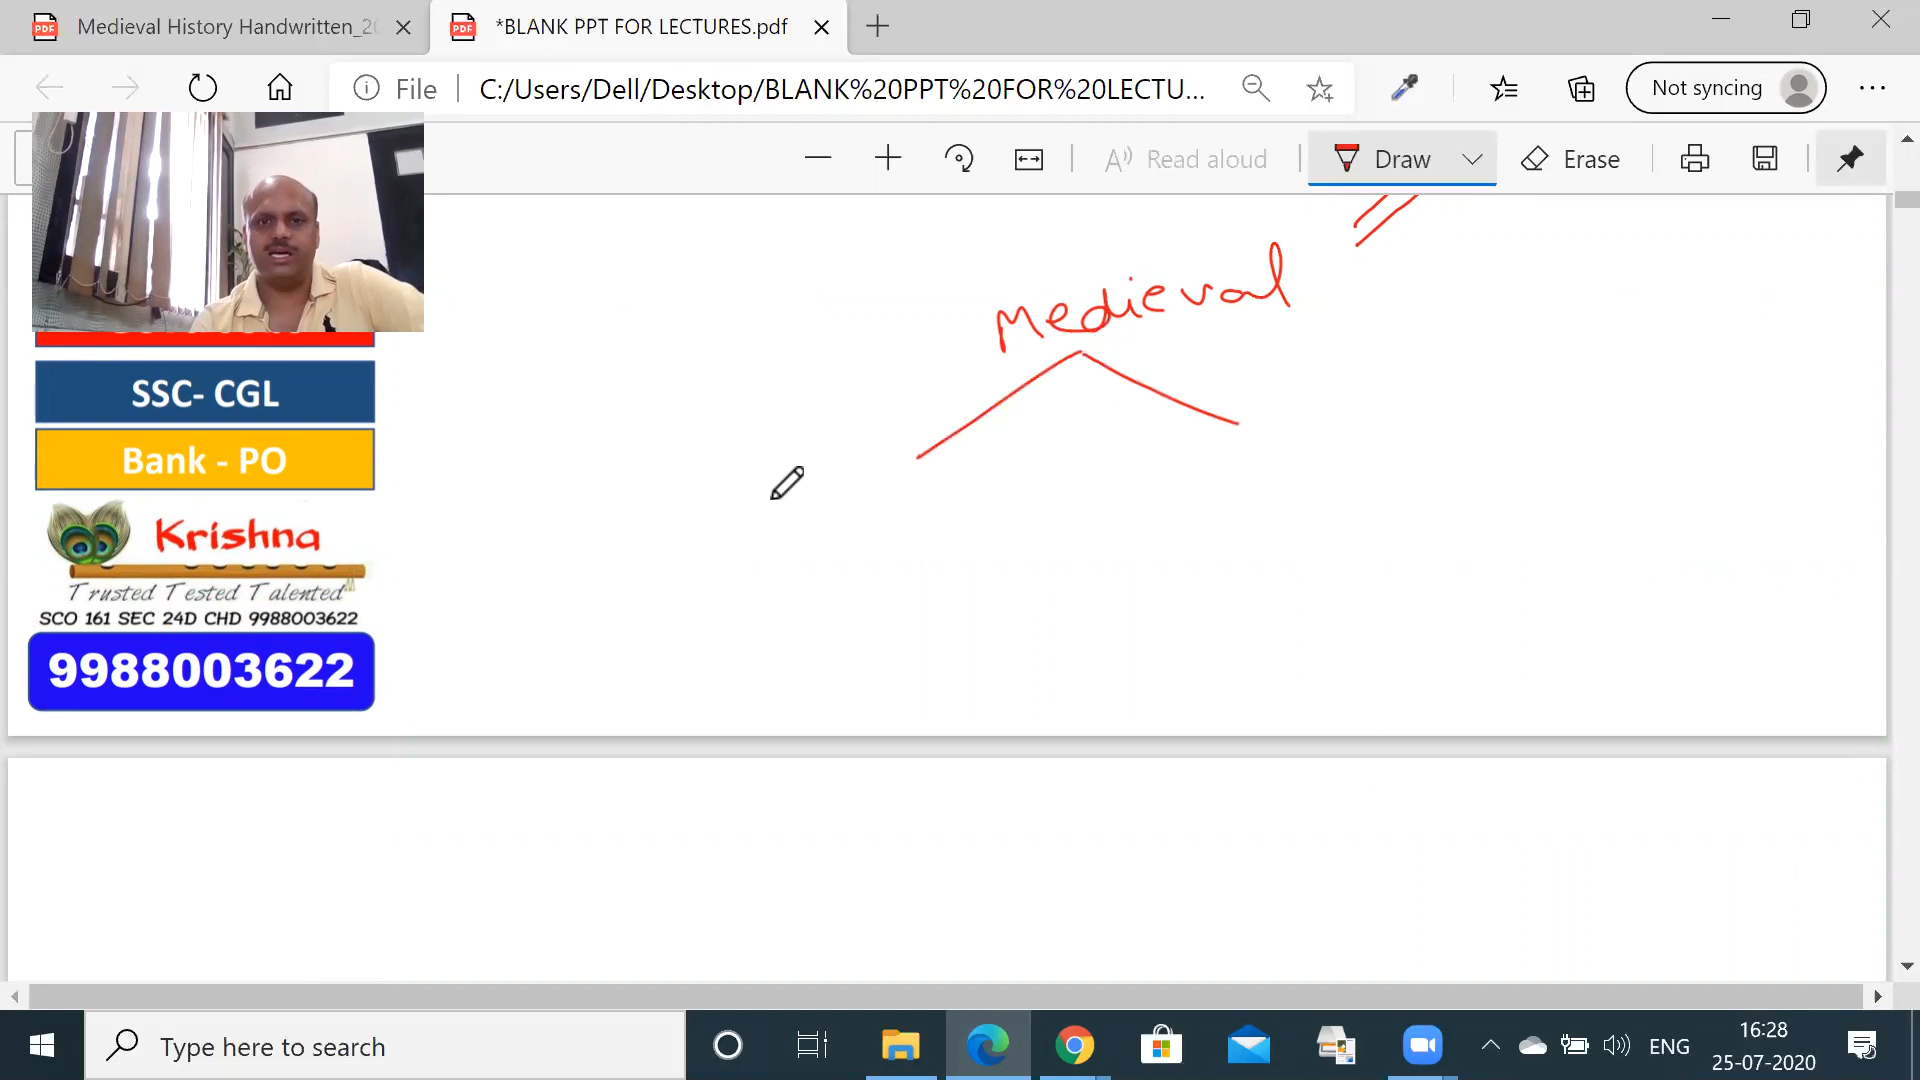 Medieval History Handwritten_20
*BLANK PPT FOR LECTURES.pdf
File
C:/Users/Dell/Desktop/BLANK%20PPT%20FOR%20LECTU...
Not syncing
Read aloud
Draw
Erase
Medieval
SSC- CGL
Bank - PO
Krishna
Trusted Tested Talented
SCO 161 SEC 24D CHD 9988003622
9988003622
Type here to search
ENG
16:28
25-07-2020